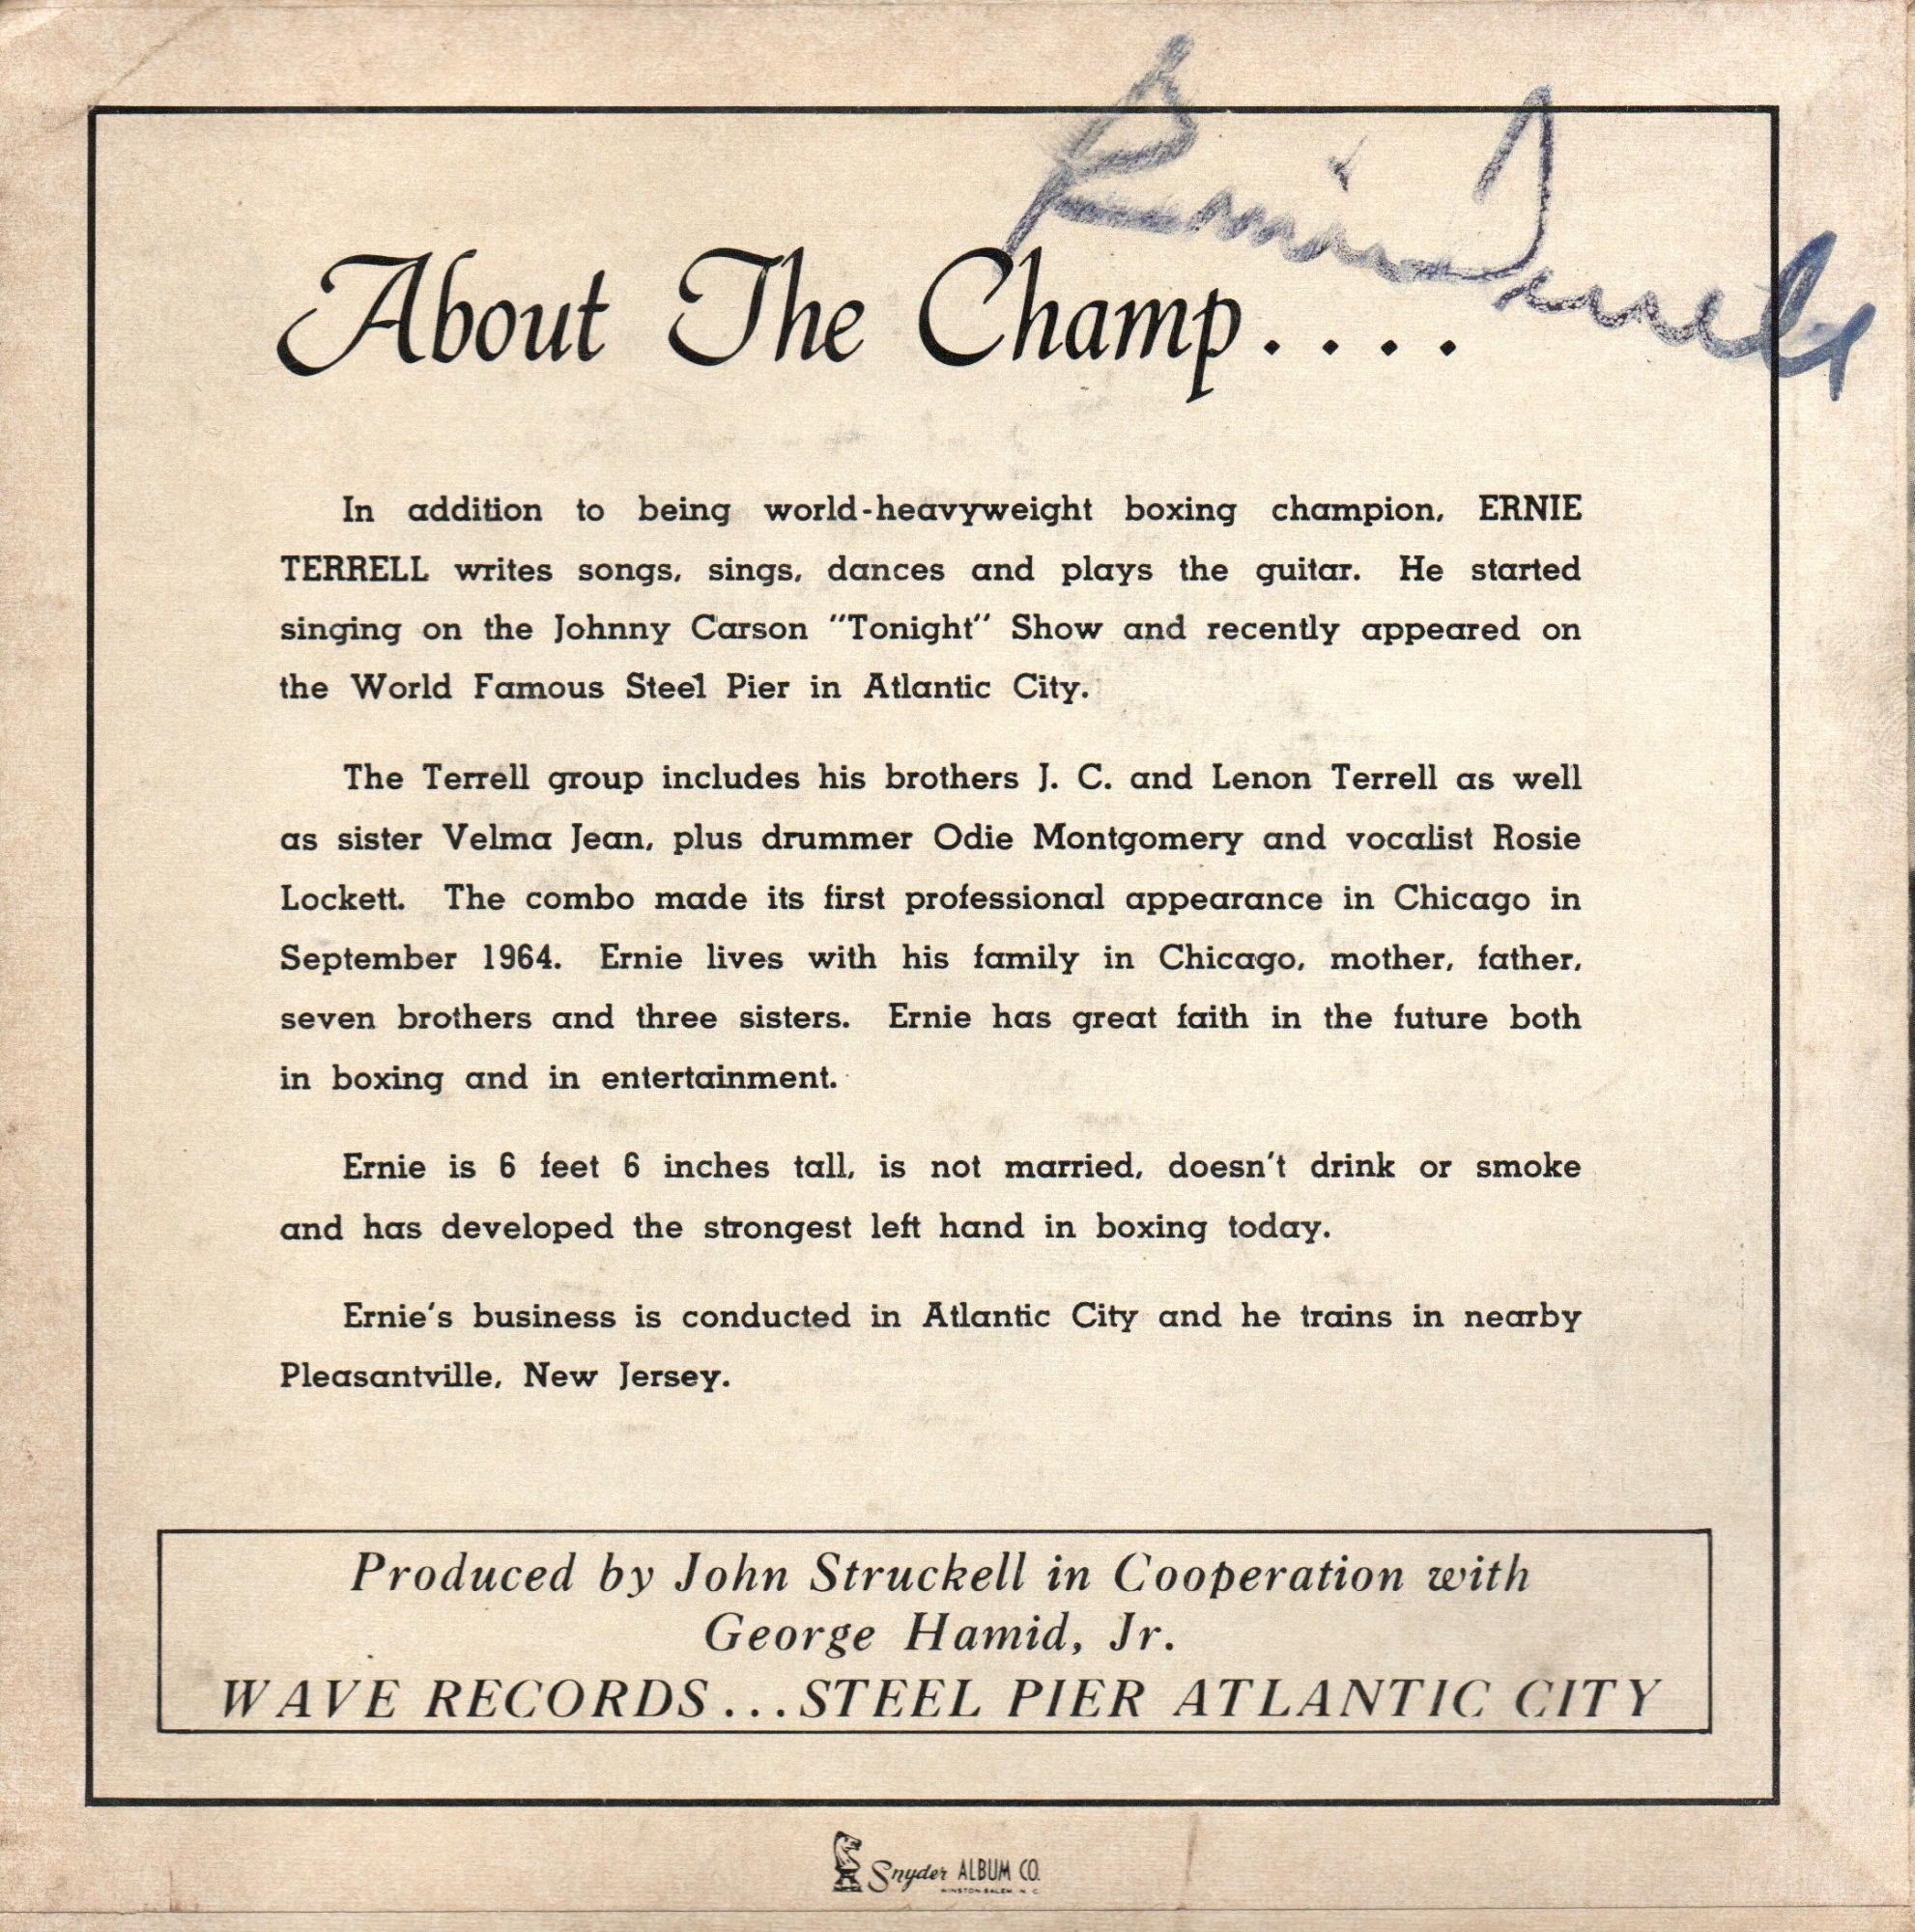 Ernie Terrell
About The Champ....
In addition to being world-heavyweight boxing champion, ERNIE
TERRELL writes songs, sings, dances and plays the guitar. He started
singing on the Johnny Carson "Tonight" Show and recently appeared on
the World Famous Steel Pier in Atlantic City.
The Terrell group includes his brothers J. C. and Lenon Terrell as well
as sister Velma Jean, plus drummer Odie Montgomery and vocalist Rosie
Lockett. The combo made its first professional appearance in Chicago in
September 1964. Ernie lives with his family in Chicago, mother, father,
seven brothers and three sisters. Ernie has great faith in the future both
in boxing and in entertainment.
Ernie is 6 feet 6 inches tall, is not married, doesn't drink or smoke
and has developed the strongest left hand in boxing today.
Ernie's business is conducted in Atlantic City and he trains in nearby
Pleasantville, New Jersey.
Produced by John Struckell in Cooperation with
George Hamid, Jr.
WAVE RECORDS...STEEL PIER ATLANTIC CITY
Snyder ALBUM CO.
WINSTON-SALEM, N. C.